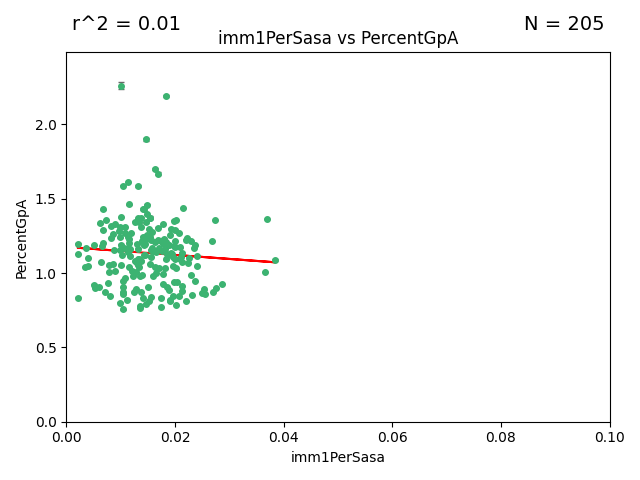 r^2 = 0.01
N = 205
imm1PerSasa vs PercentGpA
PercentGpA
2.0
1.5
1.0
0.5
0.0
0.00 0.02 0.04 0.06 0.08 0.10
imm1PerSasa